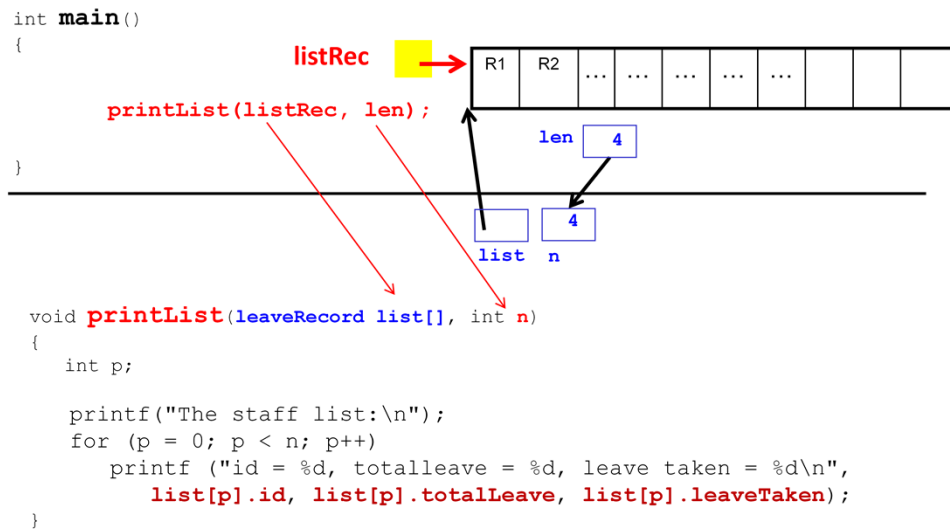 int main()
{
listRec
R1 R2 ... ... ... ... ...
printList(listRec, len);
len 4
}
4
list n
void printList(leaveRecord list[], int n)
{
int p;
printf("The staff list:\n");
for (p = 0; p < n; p++)
printf ("id = %d, totalleave = %d, leave taken = %d\n",
list[p].id, list[p].totalLeave, list[p].leaveTaken);
}